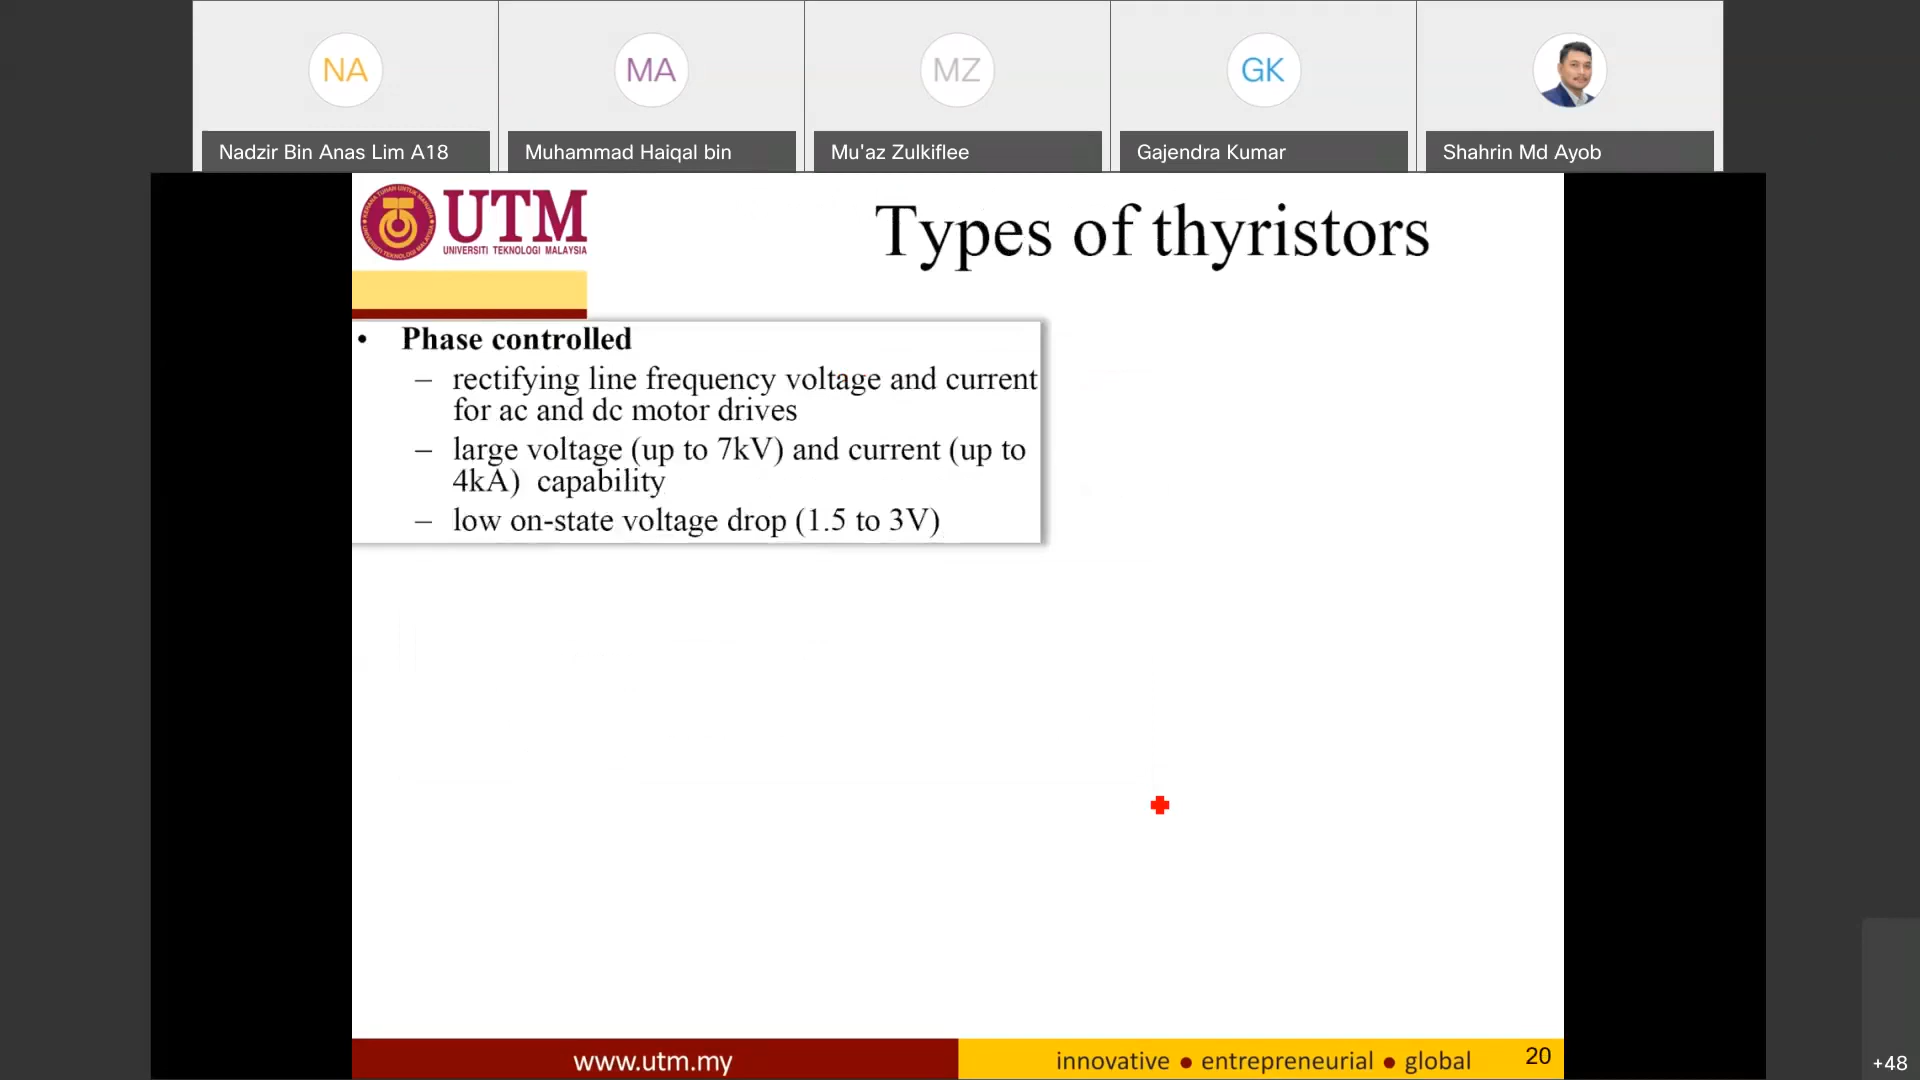 NA
MA
MZ
GK
Nadzir Bin Anas Lim A18
Muhammad Haiqal bin
Mu'az Zulkiflee
Gajendra Kumar
Shahrin Md Ayob
UTM
UNIVERSITI TEKNOLOGI MALAYSIA
Types of thyristors
• Phase controlled
– rectifying line frequency voltage and current
for ac and dc motor drives
– large voltage (up to 7kV) and current (up to
4kA) capability
– low on-state voltage drop (1.5 to 3V)
www.utm.my
innovative ● entrepreneurial ● global
20
+48